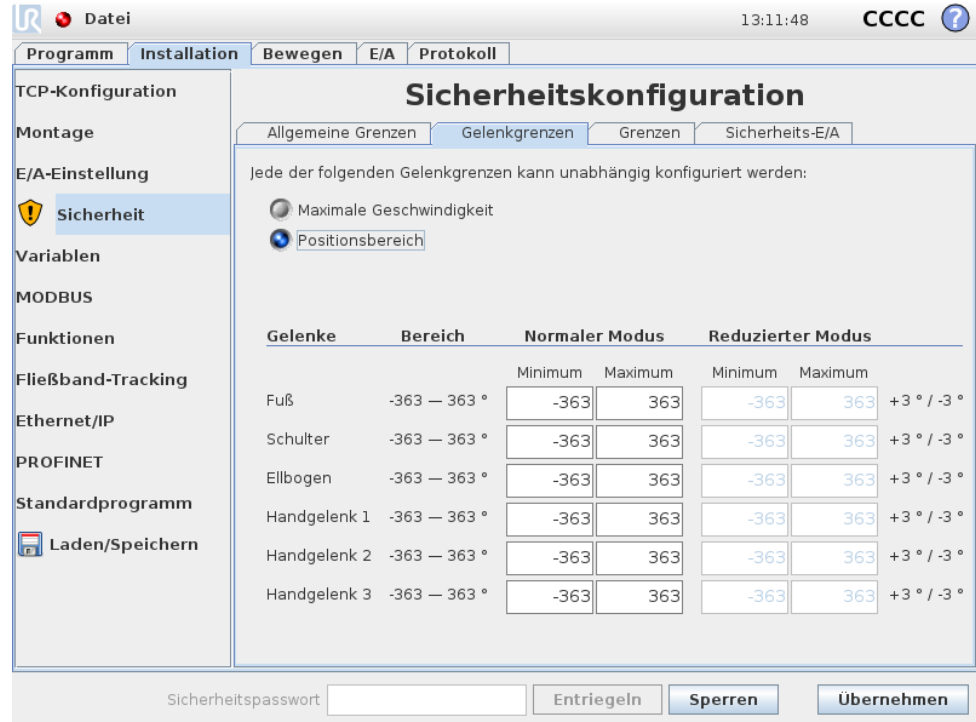 UR Datei 13:11:48 CCCC ?
Programm Installation Bewegen E/A Protokoll
TCP-Konfiguration
Montage
E/A-Einstellung
Sicherheit
Variablen
MODBUS
Funktionen
Fließband-Tracking
Ethernet/IP
PROFINET
Standardprogramm
Laden/Speichern
Sicherheitskonfiguration
Allgemeine Grenzen Gelenkgrenzen Grenzen Sicherheits-E/A
Jede der folgenden Gelenkgrenzen kann unabhängig konfiguriert werden:
Maximale Geschwindigkeit
Positionsbereich
Gelenke Bereich Normaler Modus Reduzierter Modus
Minimum Maximum Minimum Maximum
Fuß -363 — 363 ° -363 363 -363 363 +3 ° / -3 °
Schulter -363 — 363 ° -363 363 -363 363 +3 ° / -3 °
Ellbogen -363 — 363 ° -363 363 -363 363 +3 ° / -3 °
Handgelenk 1 -363 — 363 ° -363 363 -363 363 +3 ° / -3 °
Handgelenk 2 -363 — 363 ° -363 363 -363 363 +3 ° / -3 °
Handgelenk 3 -363 — 363 ° -363 363 -363 363 +3 ° / -3 °
Sicherheitspasswort Entriegeln Sperren Übernehmen